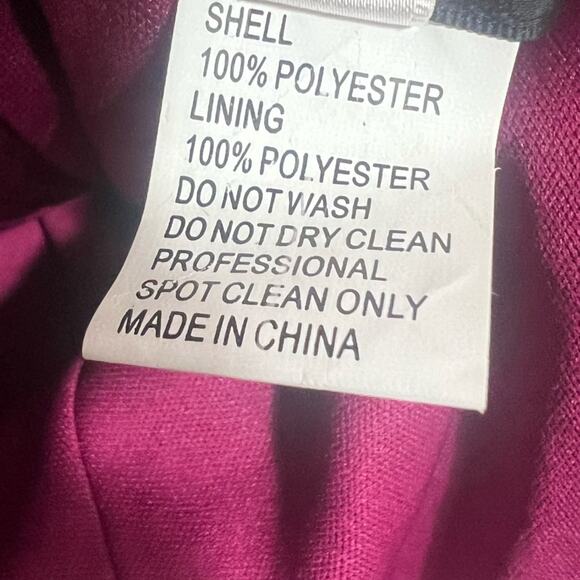 SHELL
100% POLYESTER
LINING
100% POLYESTER
DO NOT WASH
DO NOT DRY CLEAN
PROFESSIONAL
SPOT CLEAN ONLY
MADE IN CHINA